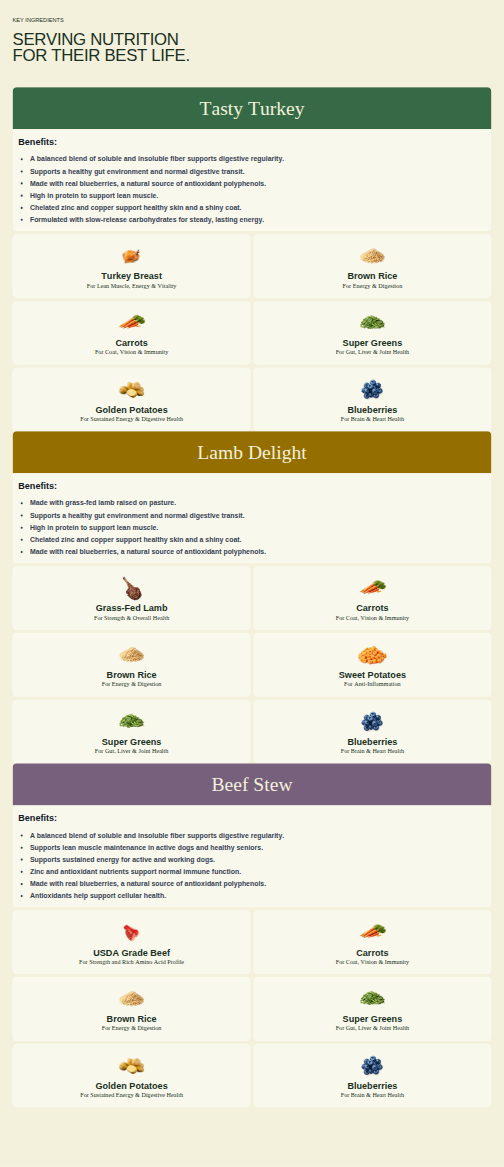 KEY INGREDIENTS
SERVING NUTRITION
FOR THEIR BEST LIFE.
Tasty Turkey
Benefits:
• A balanced blend of soluble and insoluble fiber supports digestive regularity.
• Supports a healthy gut environment and normal digestive transit.
• Made with real blueberries, a natural source of antioxidant polyphenols.
• High in protein to support lean muscle.
• Chelated zinc and copper support healthy skin and a shiny coat.
• Formulated with slow-release carbohydrates for steady, lasting energy.
Turkey Breast
For Lean Muscle, Energy & Vitality
Brown Rice
For Energy & Digestion
Carrots
For Coat, Vision & Immunity
Super Greens
For Gut, Liver & Joint Health
Golden Potatoes
For Sustained Energy & Digestive Health
Blueberries
For Brain & Heart Health
Lamb Delight
Benefits:
• Made with grass-fed lamb raised on pasture.
• Supports a healthy gut environment and normal digestive transit.
• High in protein to support lean muscle.
• Chelated zinc and copper support healthy skin and a shiny coat.
• Made with real blueberries, a natural source of antioxidant polyphenols.
Grass-Fed Lamb
For Strength & Overall Health
Carrots
For Coat, Vision & Immunity
Brown Rice
For Energy & Digestion
Sweet Potatoes
For Anti-Inflammation
Super Greens
For Gut, Liver & Joint Health
Blueberries
For Brain & Heart Health
Beef Stew
Benefits:
• A balanced blend of soluble and insoluble fiber supports digestive regularity.
• Supports lean muscle maintenance in active dogs and healthy seniors.
• Supports sustained energy for active and working dogs.
• Zinc and antioxidant nutrients support normal immune function.
• Made with real blueberries, a natural source of antioxidant polyphenols.
• Antioxidants help support cellular health.
USDA Grade Beef
For Strength and Rich Amino Acid Profile
Carrots
For Coat, Vision & Immunity
Brown Rice
For Energy & Digestion
Super Greens
For Gut, Liver & Joint Health
Golden Potatoes
For Sustained Energy & Digestive Health
Blueberries
For Brain & Heart Health